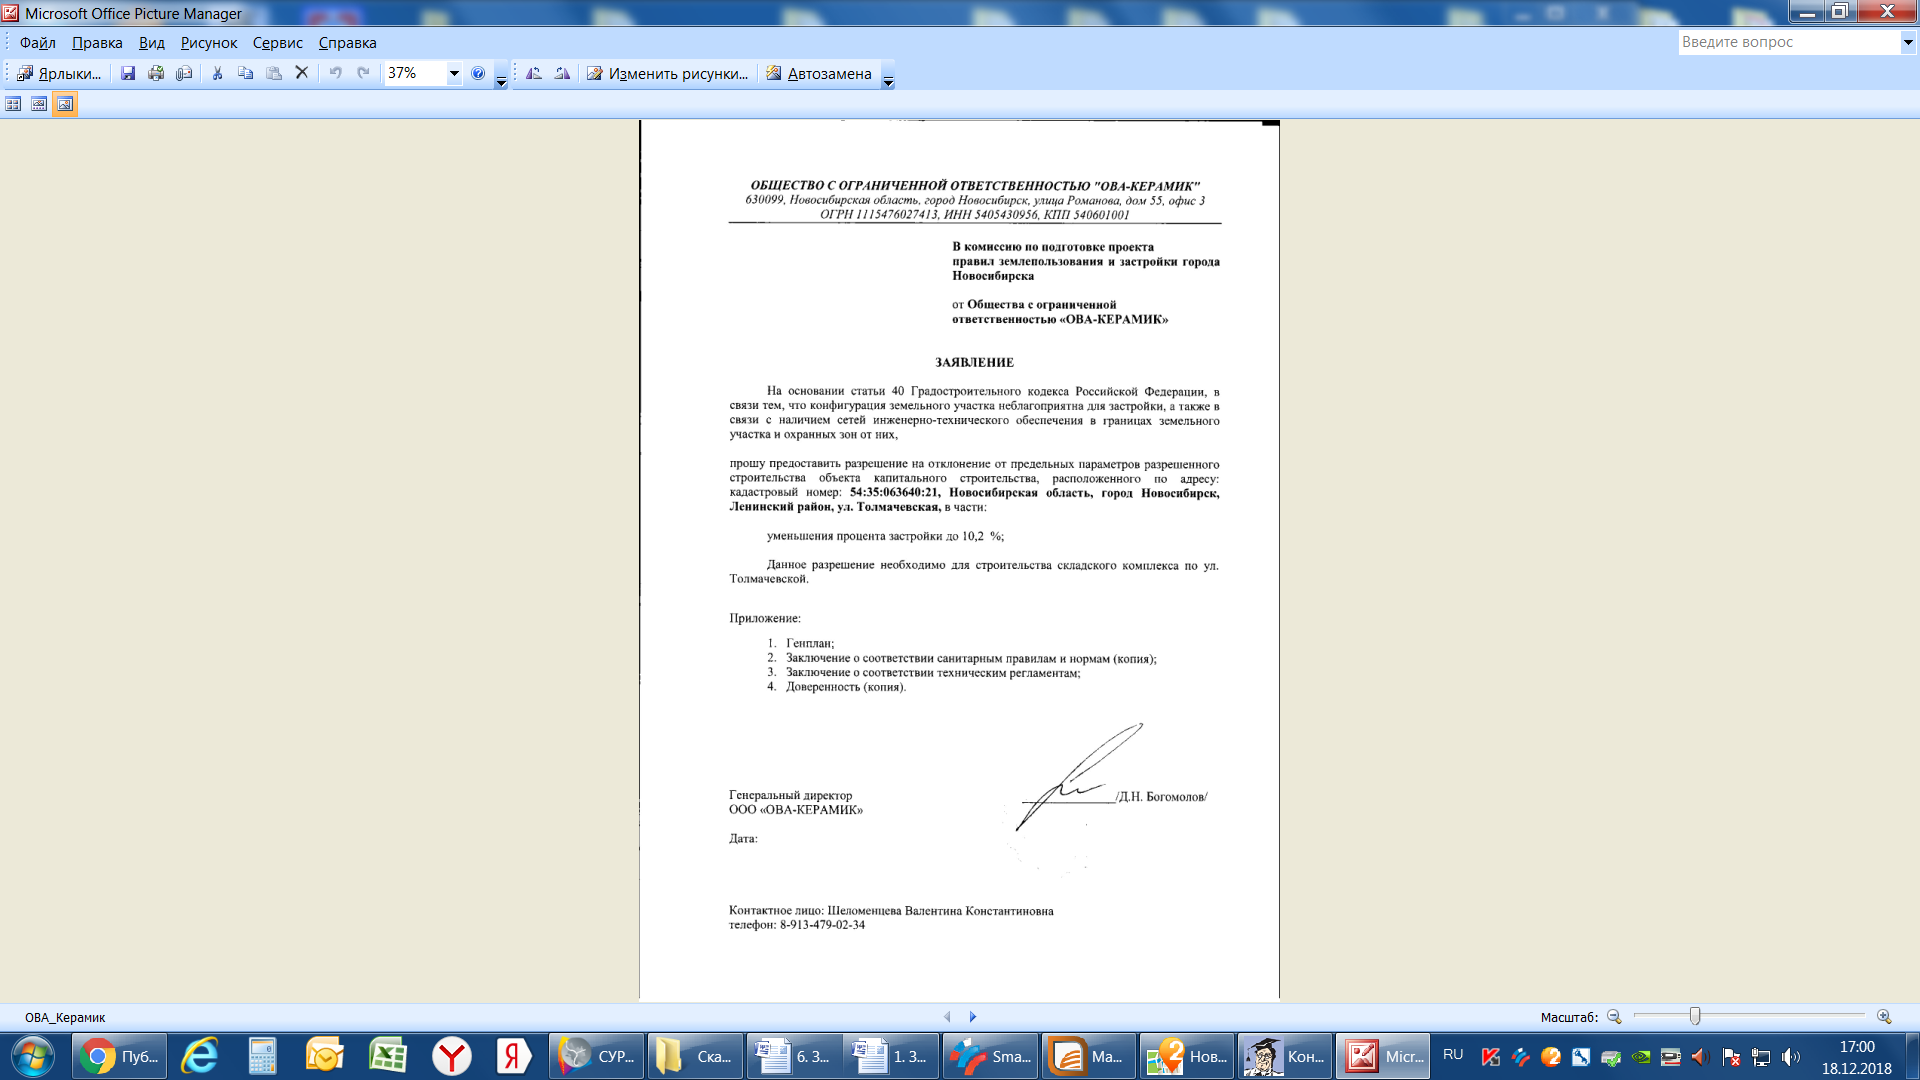 Microsoft Office Picture Manager
Файл Правка Вид Рисунок Сервис Справка
Введите вопрос
Ярлыки... 37% Изменить рисунки... Автозамена
ОБЩЕСТВО С ОГРАНИЧЕННОЙ ОТВЕТСТВЕННОСТЬЮ "ОВА-КЕРАМИК"
630099, Новосибирская область, город Новосибирск, улица Романова, дом 55, офис 3
ОГРН 1115476027413, ИНН 5405430956, КПП 540601001
В комиссию по подготовке проекта
правил землепользования и застройки города
Новосибирска
от Общества с ограниченной
ответственностью «ОВА-КЕРАМИК»
ЗАЯВЛЕНИЕ
На основании статьи 40 Градостроительного кодекса Российской Федерации, в
связи тем, что конфигурация земельного участка неблагоприятна для застройки, а также в
связи с наличием сетей инженерно-технического обеспечения в границах земельного
участка и охранных зон от них,
прошу предоставить разрешение на отклонение от предельных параметров разрешенного
строительства объекта капитального строительства, расположенного по адресу:
кадастровый номер: 54:35:063640:21, Новосибирская область, город Новосибирск,
Ленинский район, ул. Толмачевская, в части:
уменьшения процента застройки до 10,2 %;
Данное разрешение необходимо для строительства складского комплекса по ул.
Толмачевской.
Приложение:
1. Генплан;
2. Заключение о соответствии санитарным правилам и нормам (копия);
3. Заключение о соответствии техническим регламентам;
4. Доверенность (копия).
Генеральный директор
ООО «ОВА-КЕРАМИК»
/Д.Н. Богомолов/
Дата:
Контактное лицо: Шеломенцева Валентина Константиновна
телефон: 8-913-479-02-34
ОВА_Керамик
Масштаб:
Пуб... СУР... Ска... 6. З... 1. З... Sma... Ма... Нов... Кон... Micr... RU
17:00
18.12.2018